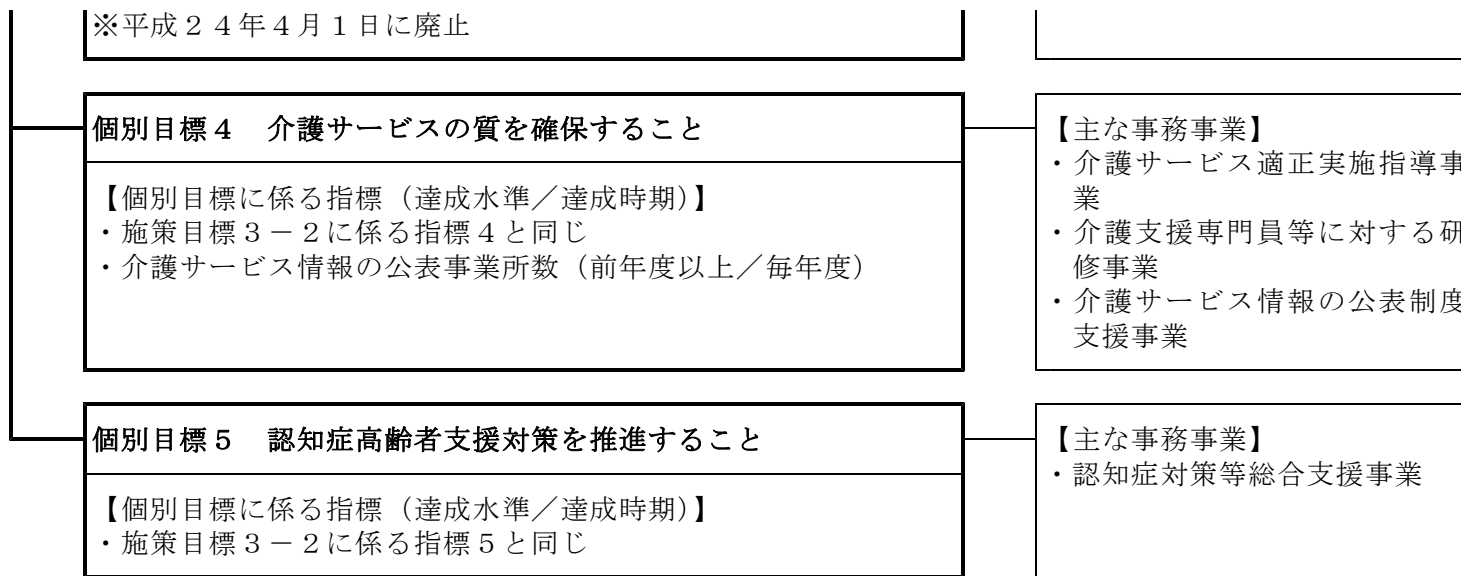 ※平成２４年４月１日に廃止
個別目標４　介護サービスの質を確保すること
【個別目標に係る指標（達成水準／達成時期）】
・施策目標３－２に係る指標４と同じ
・介護サービス情報の公表事業所数（前年度以上／毎年度）
【主な事務事業】
・介護サービス適正実施指導事
業
・介護支援専門員等に対する研
修事業
・介護サービス情報の公表制度
支援事業
個別目標５　認知症高齢者支援対策を推進すること
【個別目標に係る指標（達成水準／達成時期）】
・施策目標３－２に係る指標５と同じ
【主な事務事業】
・認知症対策等総合支援事業